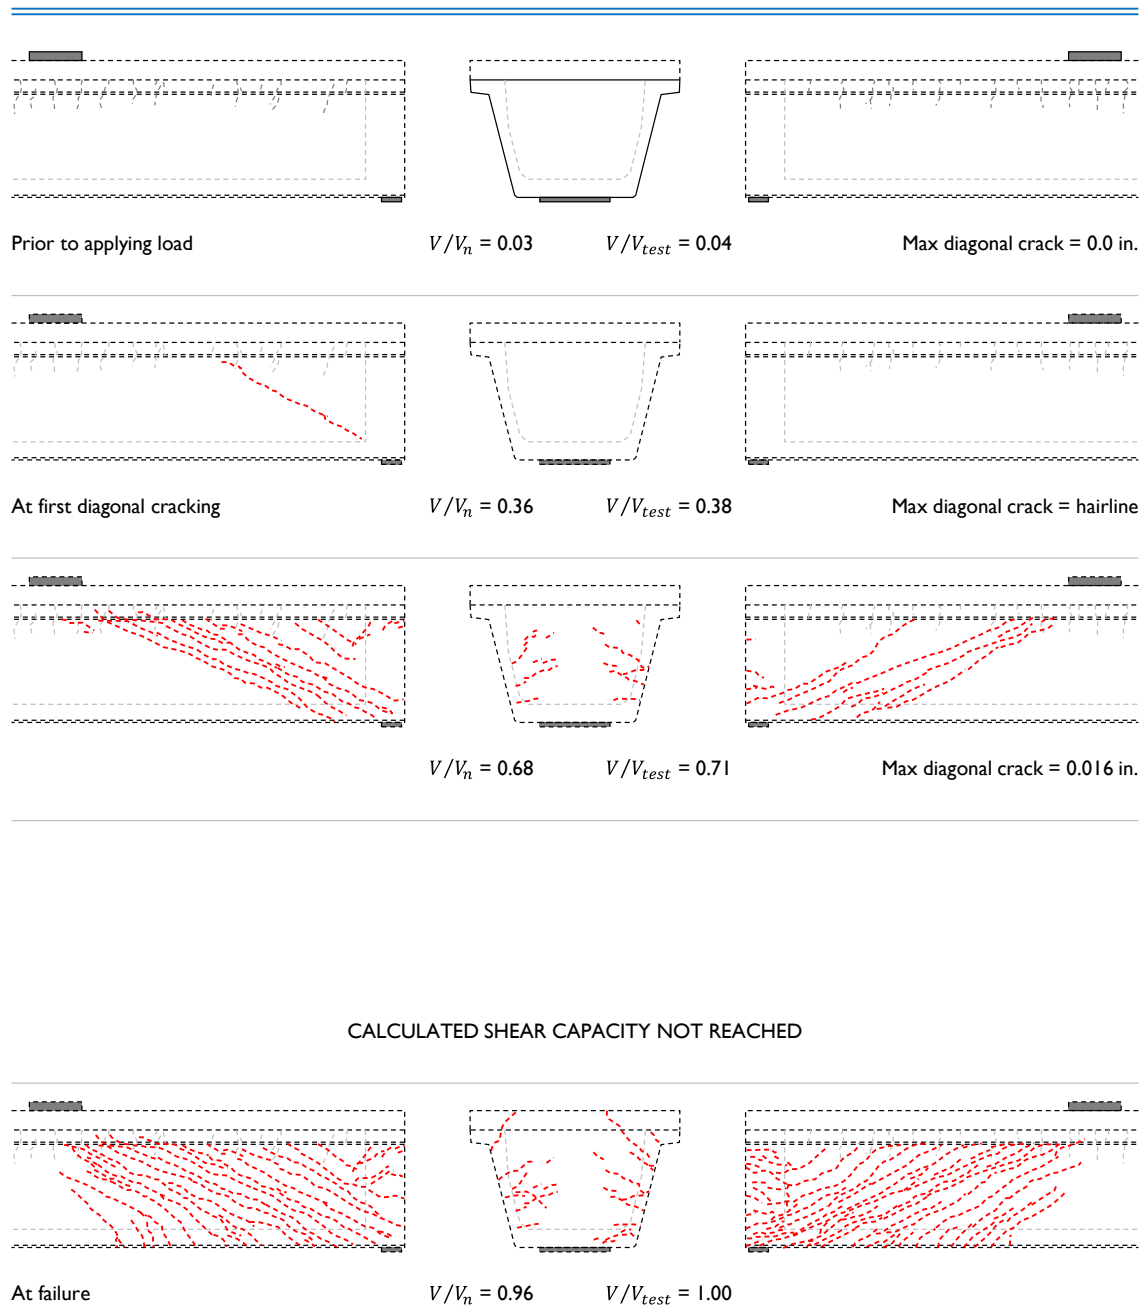 Prior to applying load V/Vn = 0.03 V/Vtest = 0.04 Max diagonal crack = 0.0 in.
At first diagonal cracking V/Vn = 0.36 V/Vtest = 0.38 Max diagonal crack = hairline
V/Vn = 0.68 V/Vtest = 0.71 Max diagonal crack = 0.016 in.
CALCULATED SHEAR CAPACITY NOT REACHED
At failure V/Vn = 0.96 V/Vtest = 1.00